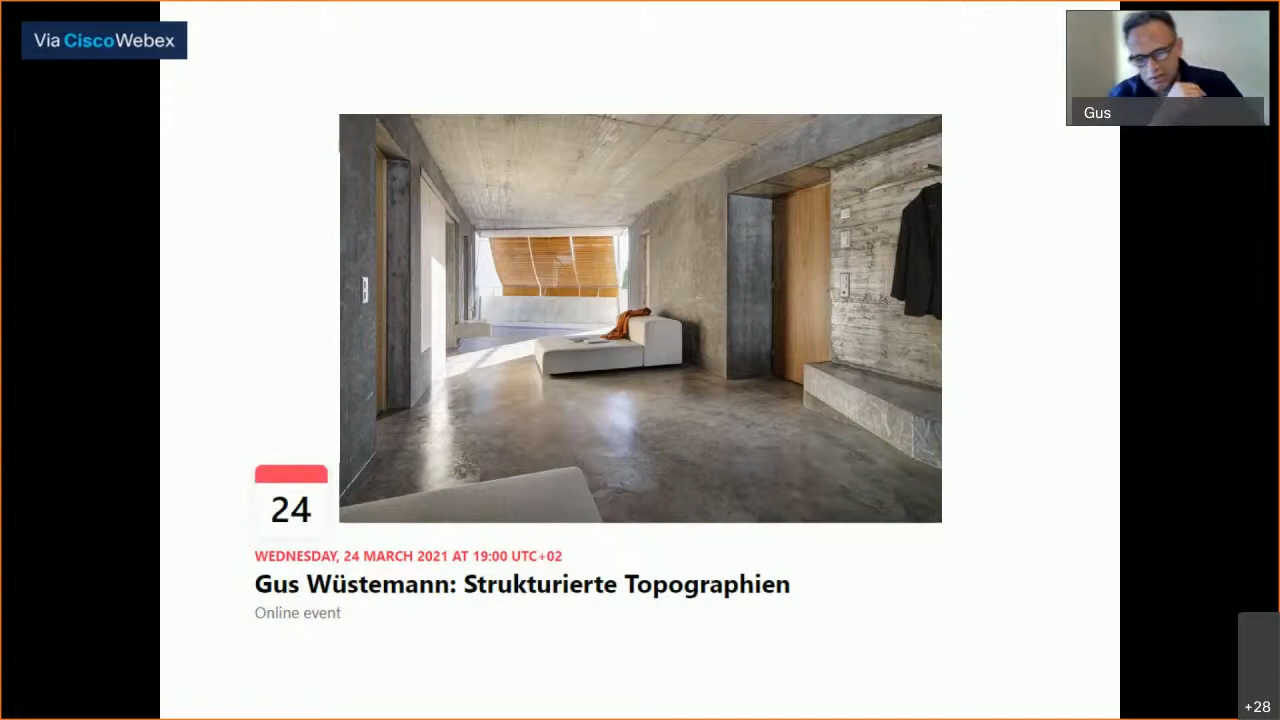 Via CiscoWebex
Gus
24
WEDNESDAY, 24 MARCH 2021 AT 19:00 UTC+02
Gus Wüstemann: Strukturierte Topographien
Online event
+28